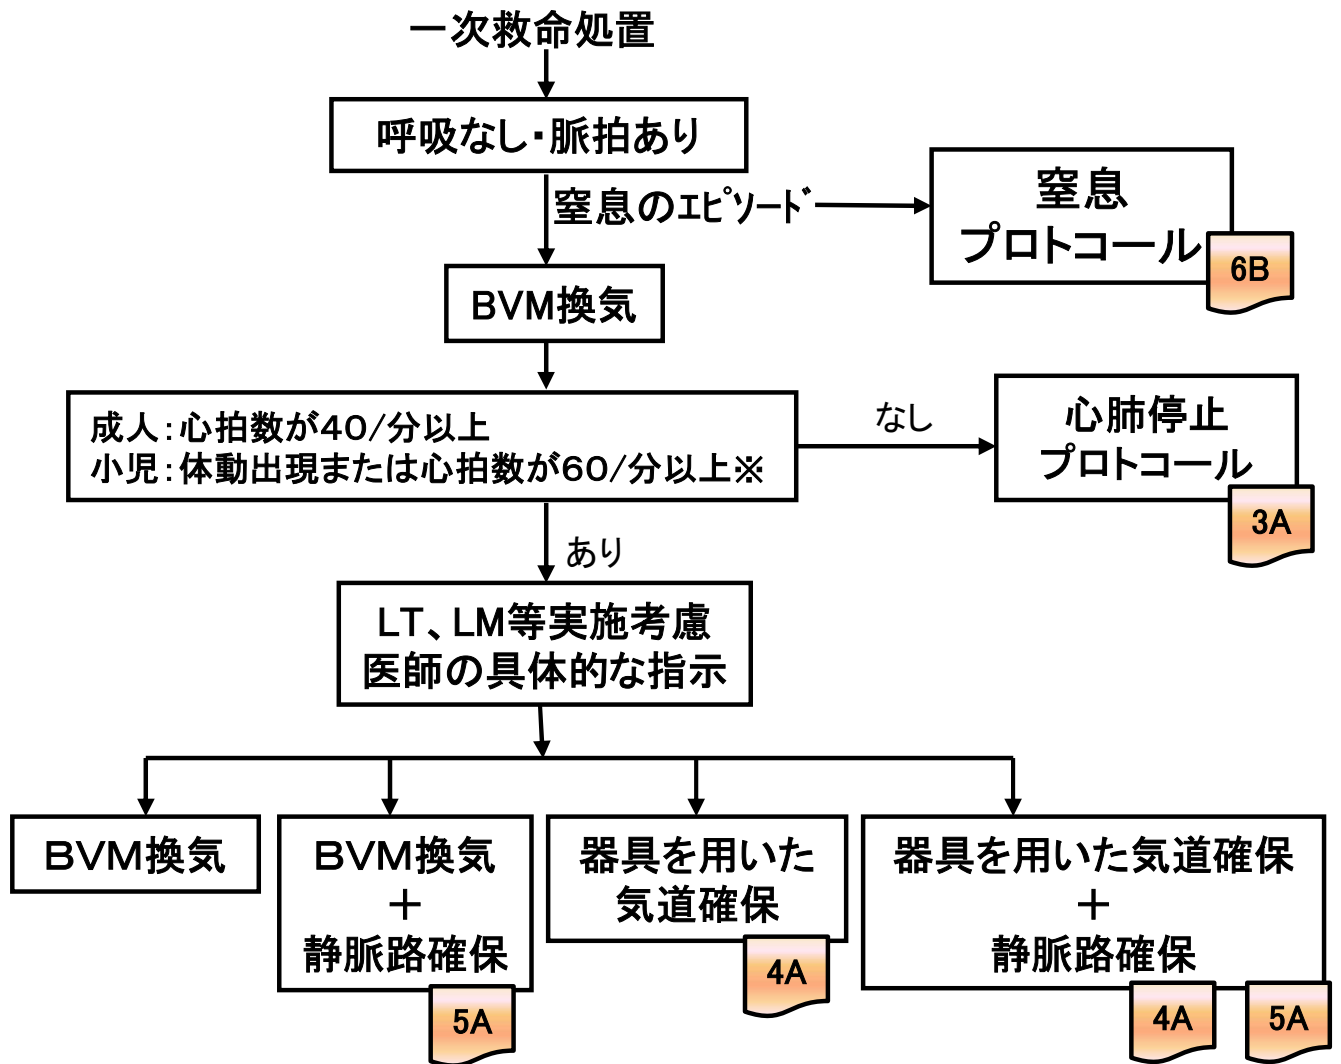 一次救命処置
呼吸なし・脈拍あり
窒息のエピソード
窒息
プロトコール
6B
BVM換気
成人：心拍数が40/分以上
小児：体動出現または心拍数が60/分以上※
なし
心肺停止
プロトコール
3A
あり
LT、LM等実施考慮
医師の具体的な指示
BVM換気
BVM換気
＋
静脈路確保
5A
器具を用いた
気道確保
4A
器具を用いた気道確保
＋
静脈路確保
4A
5A